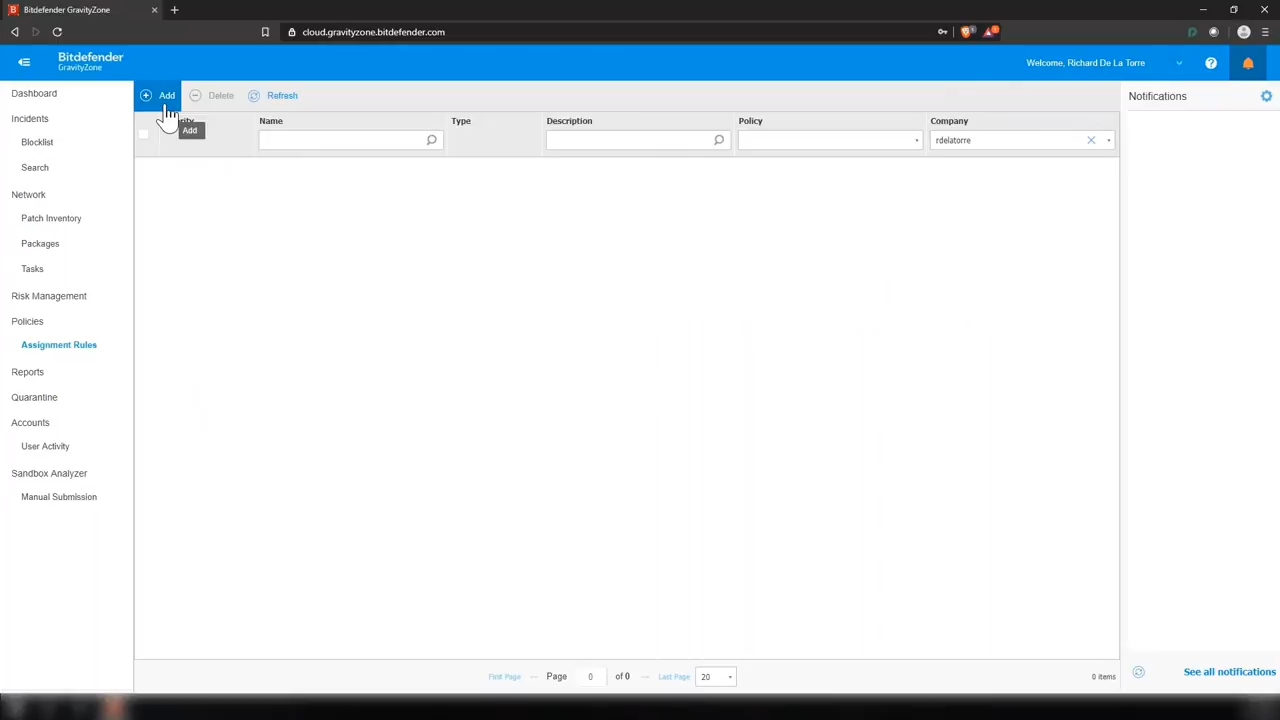 Bitdefender GravityZone
cloud.gravityzone.bitdefender.com
Bitdefender
GravityZone
Welcome, Richard De La Torre
Dashboard
Incidents
Blocklist
Search
Network
Patch Inventory
Packages
Tasks
Risk Management
Policies
Assignment Rules
Reports
Quarantine
Accounts
User Activity
Sandbox Analyzer
Manual Submission
Add
Delete
Refresh
Add
Name
Type
Description
Policy
Company
rdelatorre
First Page
Page
0
of 0
Last Page
20
0 items
Notifications
See all notifications